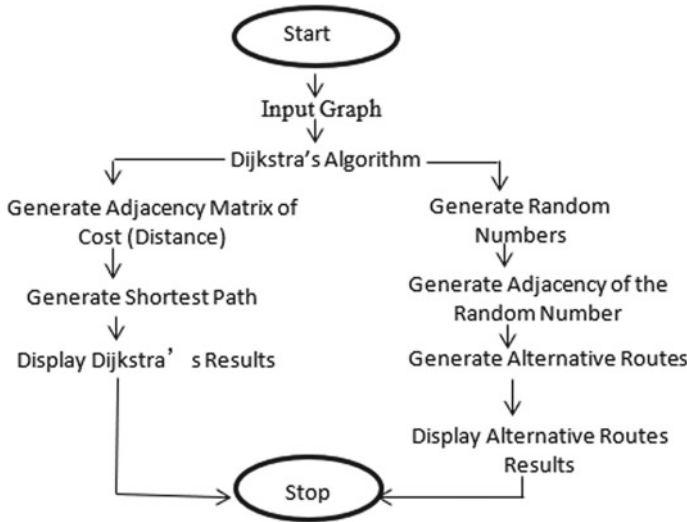 Start
Input Graph
Dijkstra's Algorithm
Generate Adjacency Matrix of
Cost (Distance)
Generate Shortest Path
Display Dijkstra’ s Results
Generate Random
Numbers
Generate Adjacency of the
Random Number
Generate Alternative Routes
Display Alternative Routes
Results
Stop